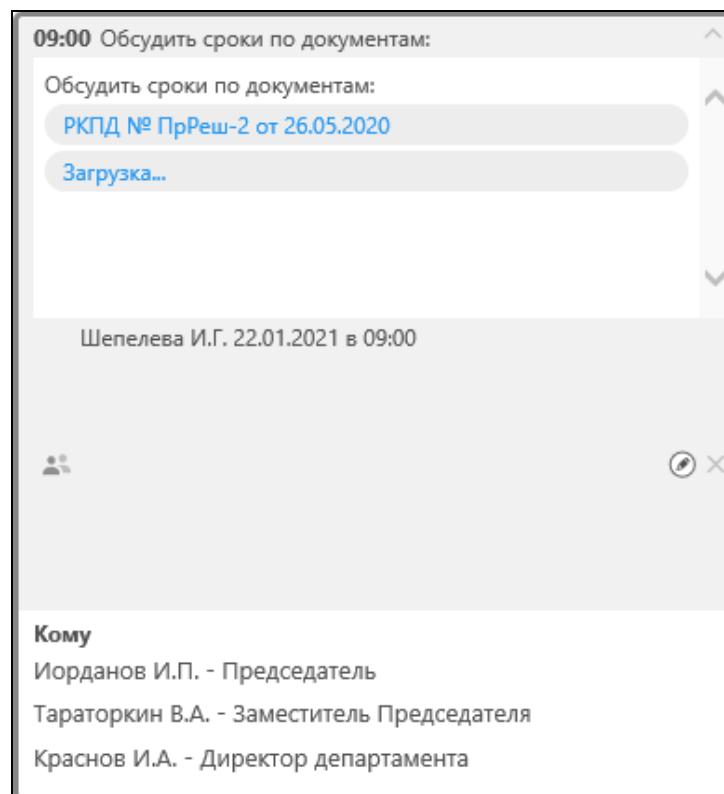 09:00 Обсудить сроки по документам:
Обсудить сроки по документам:
РКПД № ПрРеш-2 от 26.05.2020
Загрузка...
Шепелева И.Г. 22.01.2021 в 09:00
Кому
Иорданов И.П. - Председатель
Тараторкин В.А. - Заместитель Председателя
Краснов И.А. - Директор департамента